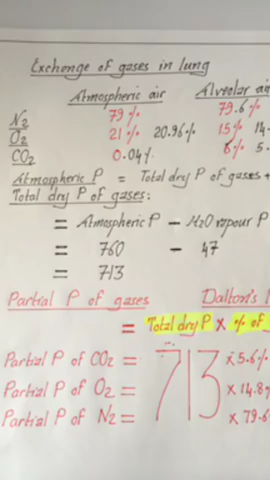 Exchenge of gases in lung
Atmospheric air Alveolar air
N2 79% 79.6%
O2 21% 20.96% 15% 14.
CO2 0.04% 6% 5.
Atmospheric P = Total dry P of gases +
Total dry P of gases:
= Atmospheric P - H2O vapour P
= 760 - 47
= 713
Partial P of gases Dalton's
= Total dry P x % of
Partial P of CO2 = 713 x 5.6%
Partial P of O2 = x 14.8%
Partial P of N2 = x 79.6